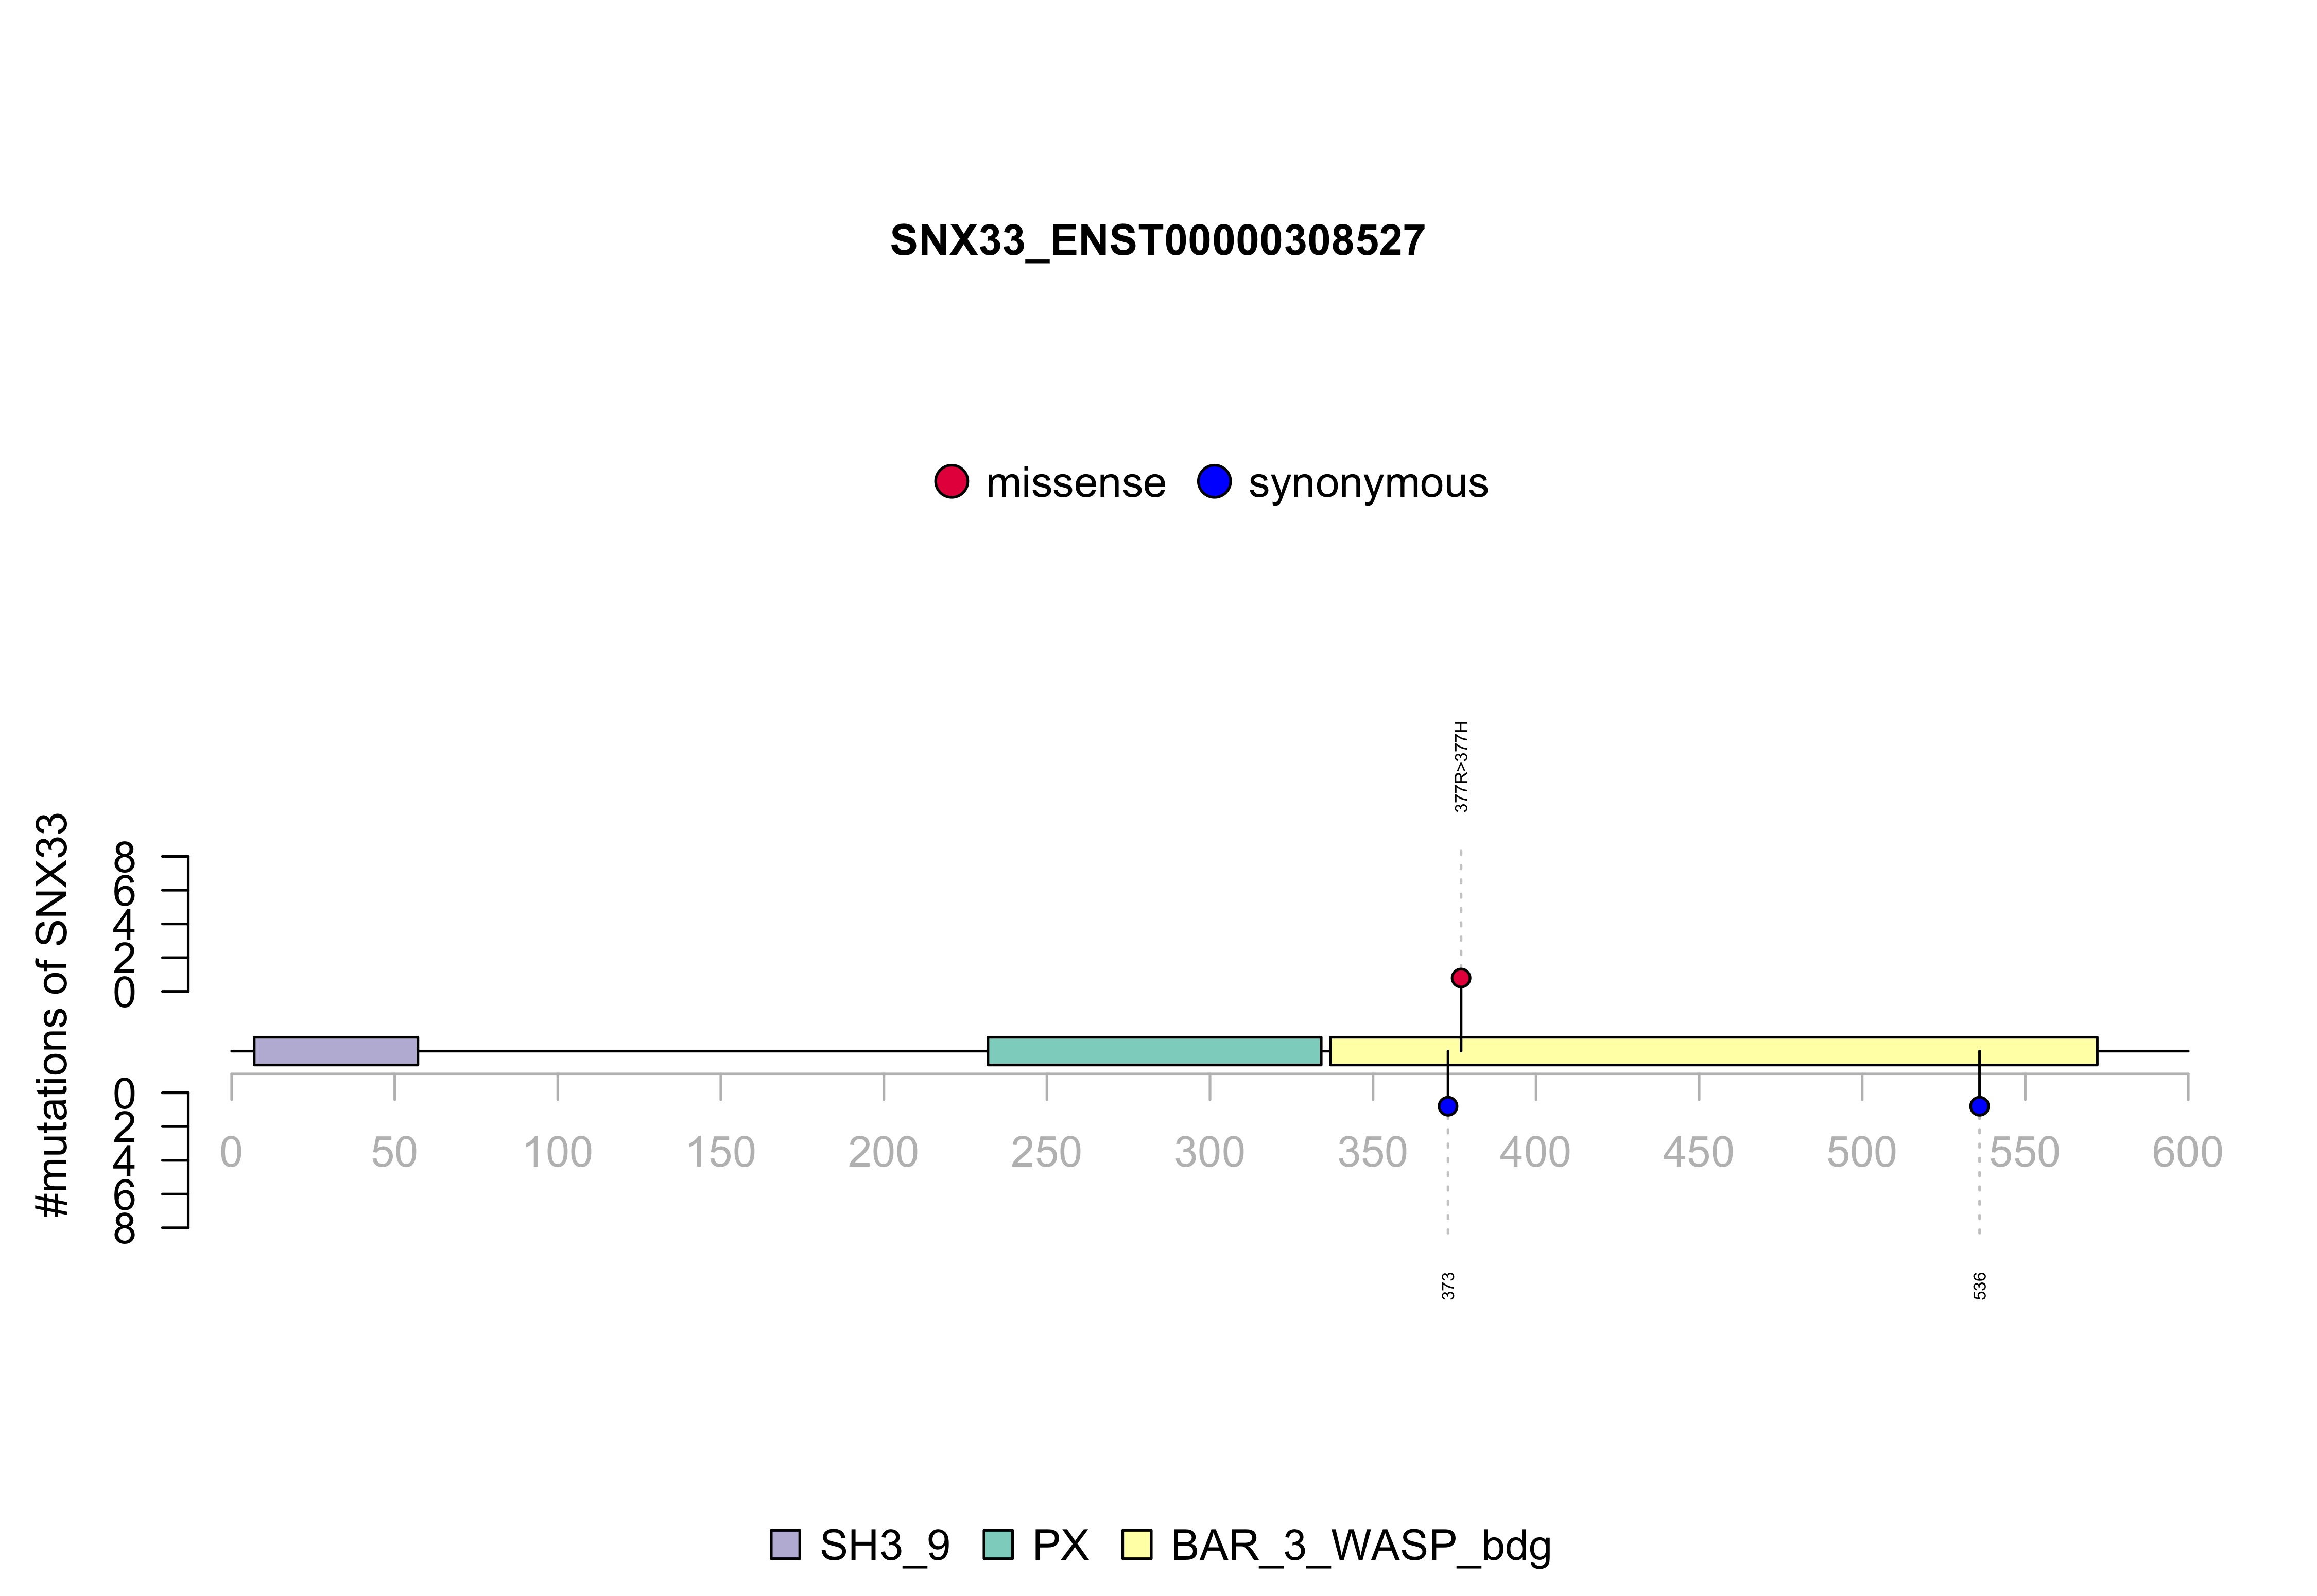 SNX33_ENST00000308527
missense synonymous
377R>377H
#mutations of SNX33
8
6
4
2
0
0
2
4
6
8
0 50 100 150 200 250 300 350 400 450 500 550 600
373 536
SH3_9 PX BAR_3_WASP_bdg